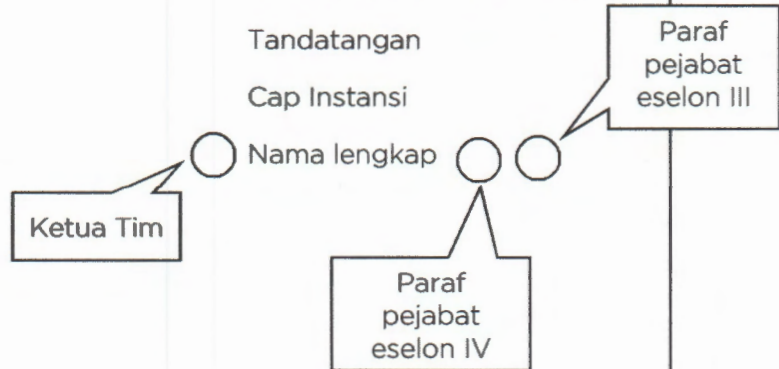 Tandatangan
Cap Instansi
Nama lengkap
Paraf
pejabat
eselon III
Ketua Tim
Paraf
pejabat
eselon IV